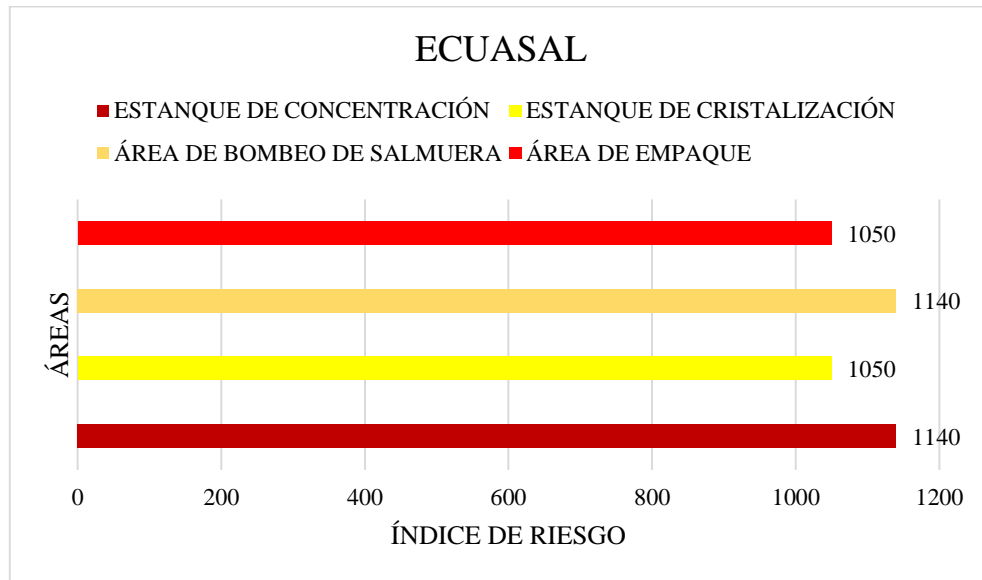 ECUASAL
ESTANQUE DE CONCENTRACIÓN ESTANQUE DE CRISTALIZACIÓN
ÁREA DE BOMBEO DE SALMUERA ÁREA DE EMPAQUE
1050
1140
1050
1140
ÁREAS
0 200 400 600 800 1000 1200
ÍNDICE DE RIESGO